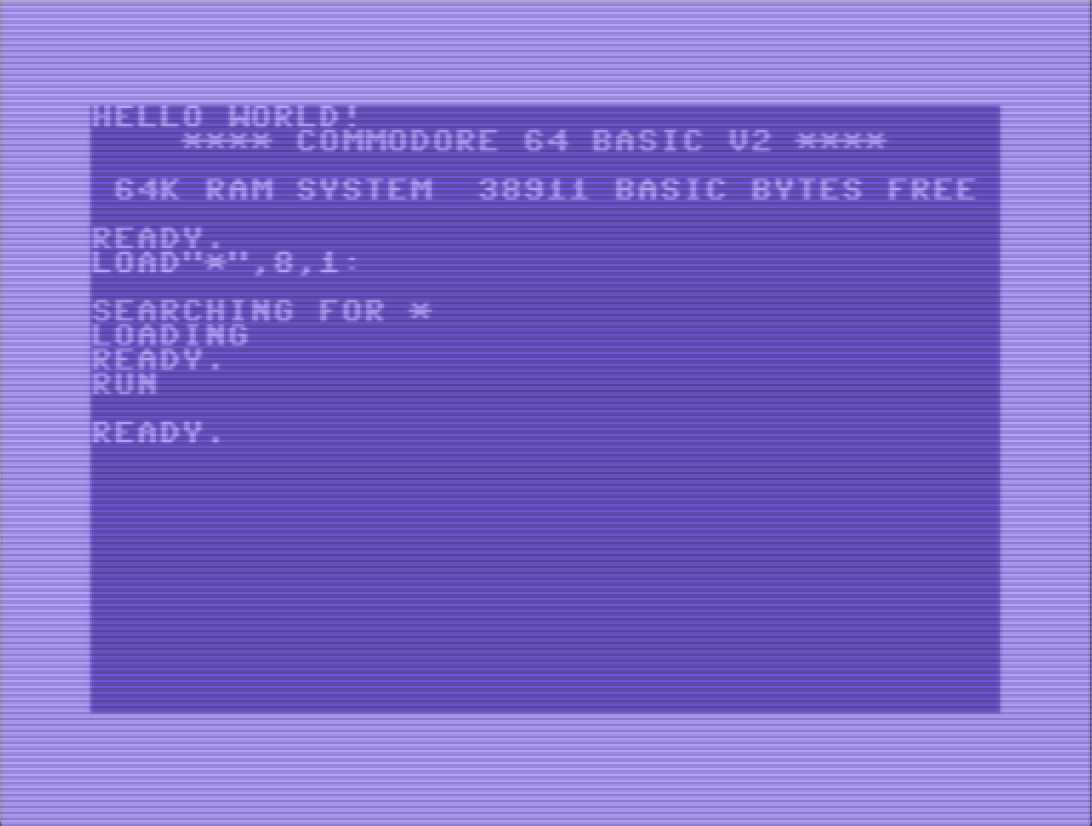 HELLO WORLD!
**** COMMODORE 64 BASIC V2 ****
64K RAM SYSTEM  38911 BASIC BYTES FREE
READY.
LOAD"*",8,1:
SEARCHING FOR *
LOADING
READY.
RUN
READY.